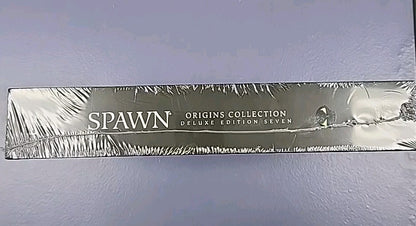 SPAWN
ORIGINS COLLECTION
DELUXE EDITION SEVEN